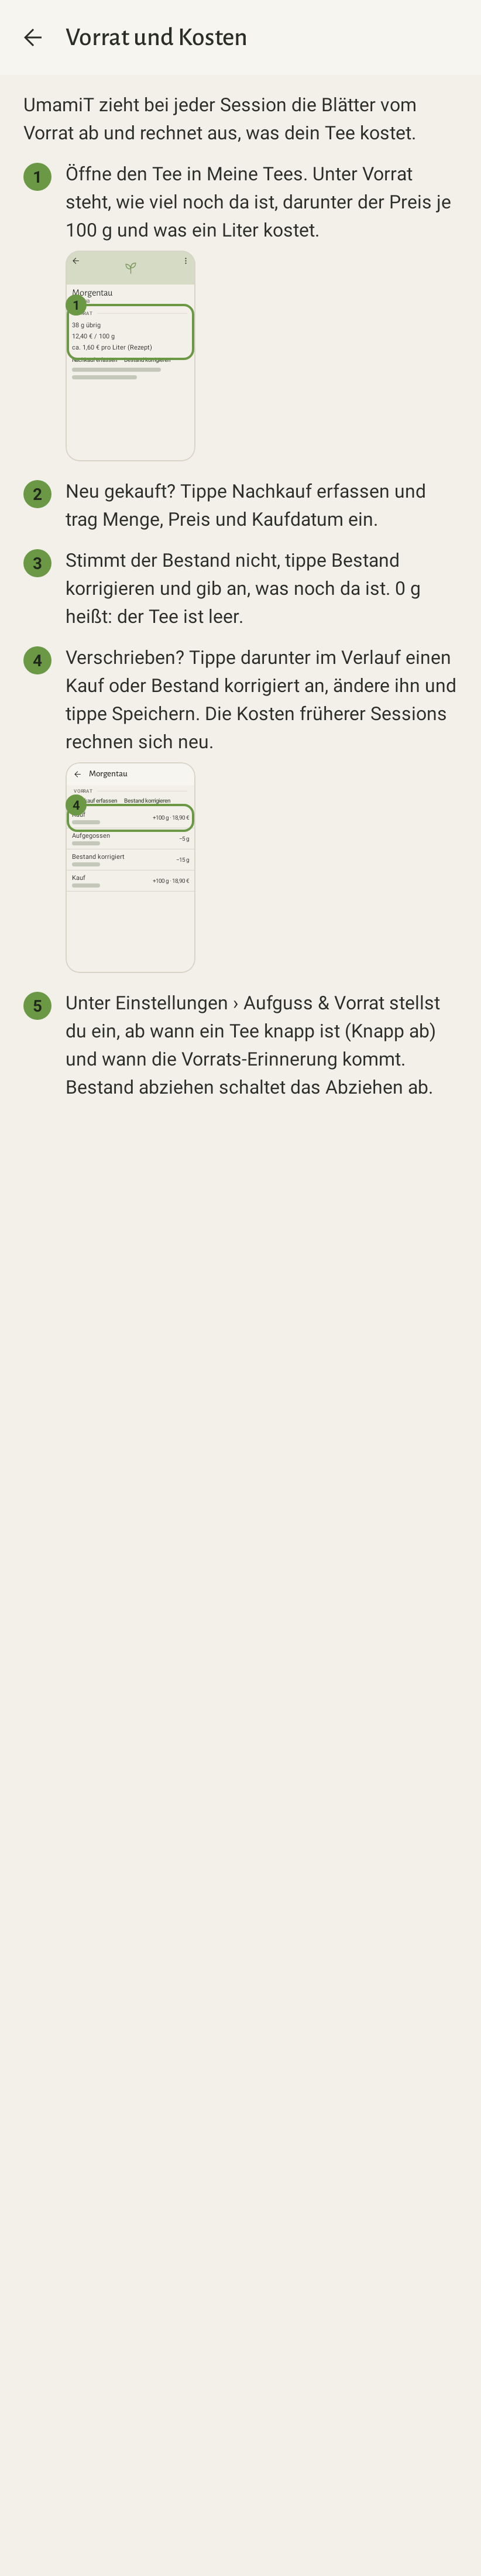 Vorrat und Kosten
UmamiT zieht bei jeder Session die Blätter vom
Vorrat ab und rechnet aus, was dein Tee kostet.
1
Öffne den Tee in Meine Tees. Unter Vorrat
steht, wie viel noch da ist, darunter der Preis je
100 g und was ein Liter kostet.
Morgentau
1
38 g übrig
12,40 € / 100 g
ca. 1,60 € pro Liter (Rezept)
Nachkauf erfassen Bestand korrigieren
2
Neu gekauft? Tippe Nachkauf erfassen und
trag Menge, Preis und Kaufdatum ein.
3
Stimmt der Bestand nicht, tippe Bestand
korrigieren und gib an, was noch da ist. 0 g
heißt: der Tee ist leer.
4
Verschrieben? Tippe darunter im Verlauf einen
Kauf oder Bestand korrigiert an, ändere ihn und
tippe Speichern. Die Kosten früherer Sessions
rechnen sich neu.
Morgentau
VORRAT
4
erfassen Bestand korrigieren
+100 g · 18,90 €
Aufgegossen
−5 g
Bestand korrigiert
−15 g
Kauf
+100 g · 18,90 €
5
Unter Einstellungen › Aufguss & Vorrat stellst
du ein, ab wann ein Tee knapp ist (Knapp ab)
und wann die Vorrats-Erinnerung kommt.
Bestand abziehen schaltet das Abziehen ab.